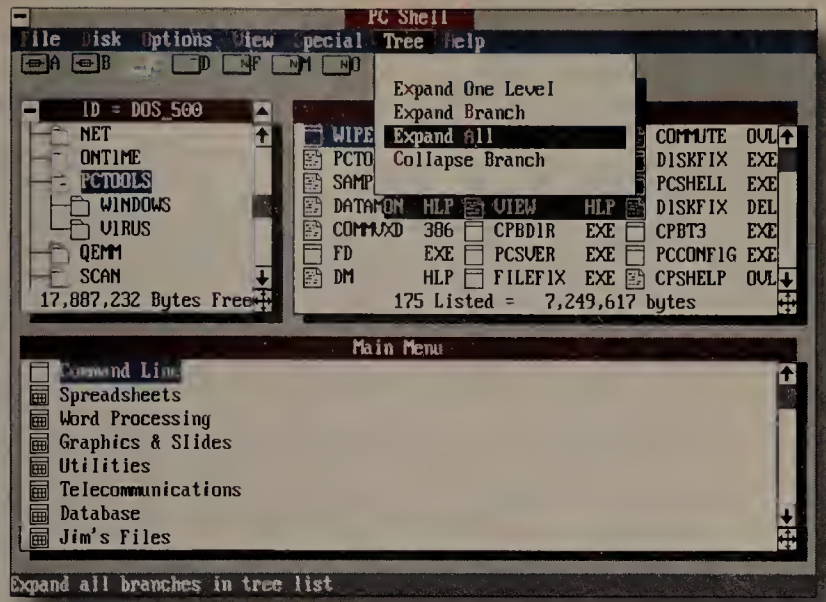 PC Shell
File Disk Options View Special Tree Help
A B D F M O
Expand One Level
Expand Branch
Expand All
Collapse Branch
ID = DOS_500
NET
ONTIME
PCTOOLS
WINDOWS
VIRUS
QEMM
SCAN
17,887,232 Bytes Free
WIPE COMMUTE OVL
PCTO DISKFIX EXE
SAMP PCSHELL EXE
DATAMON HLP VIEW HLP DISKFIX DEL
COMMVXD 386 CPBDIR EXE CPBT3 EXE
FD EXE PCSVER EXE PCCONFIG EXE
DM HLP FILEFIX EXE CPSHELP OVL
175 Listed = 7,249,617 bytes
Main Menu
Command Line
Spreadsheets
Word Processing
Graphics & Slides
Utilities
Telecommunications
Database
Jim's Files
Expand all branches in tree list